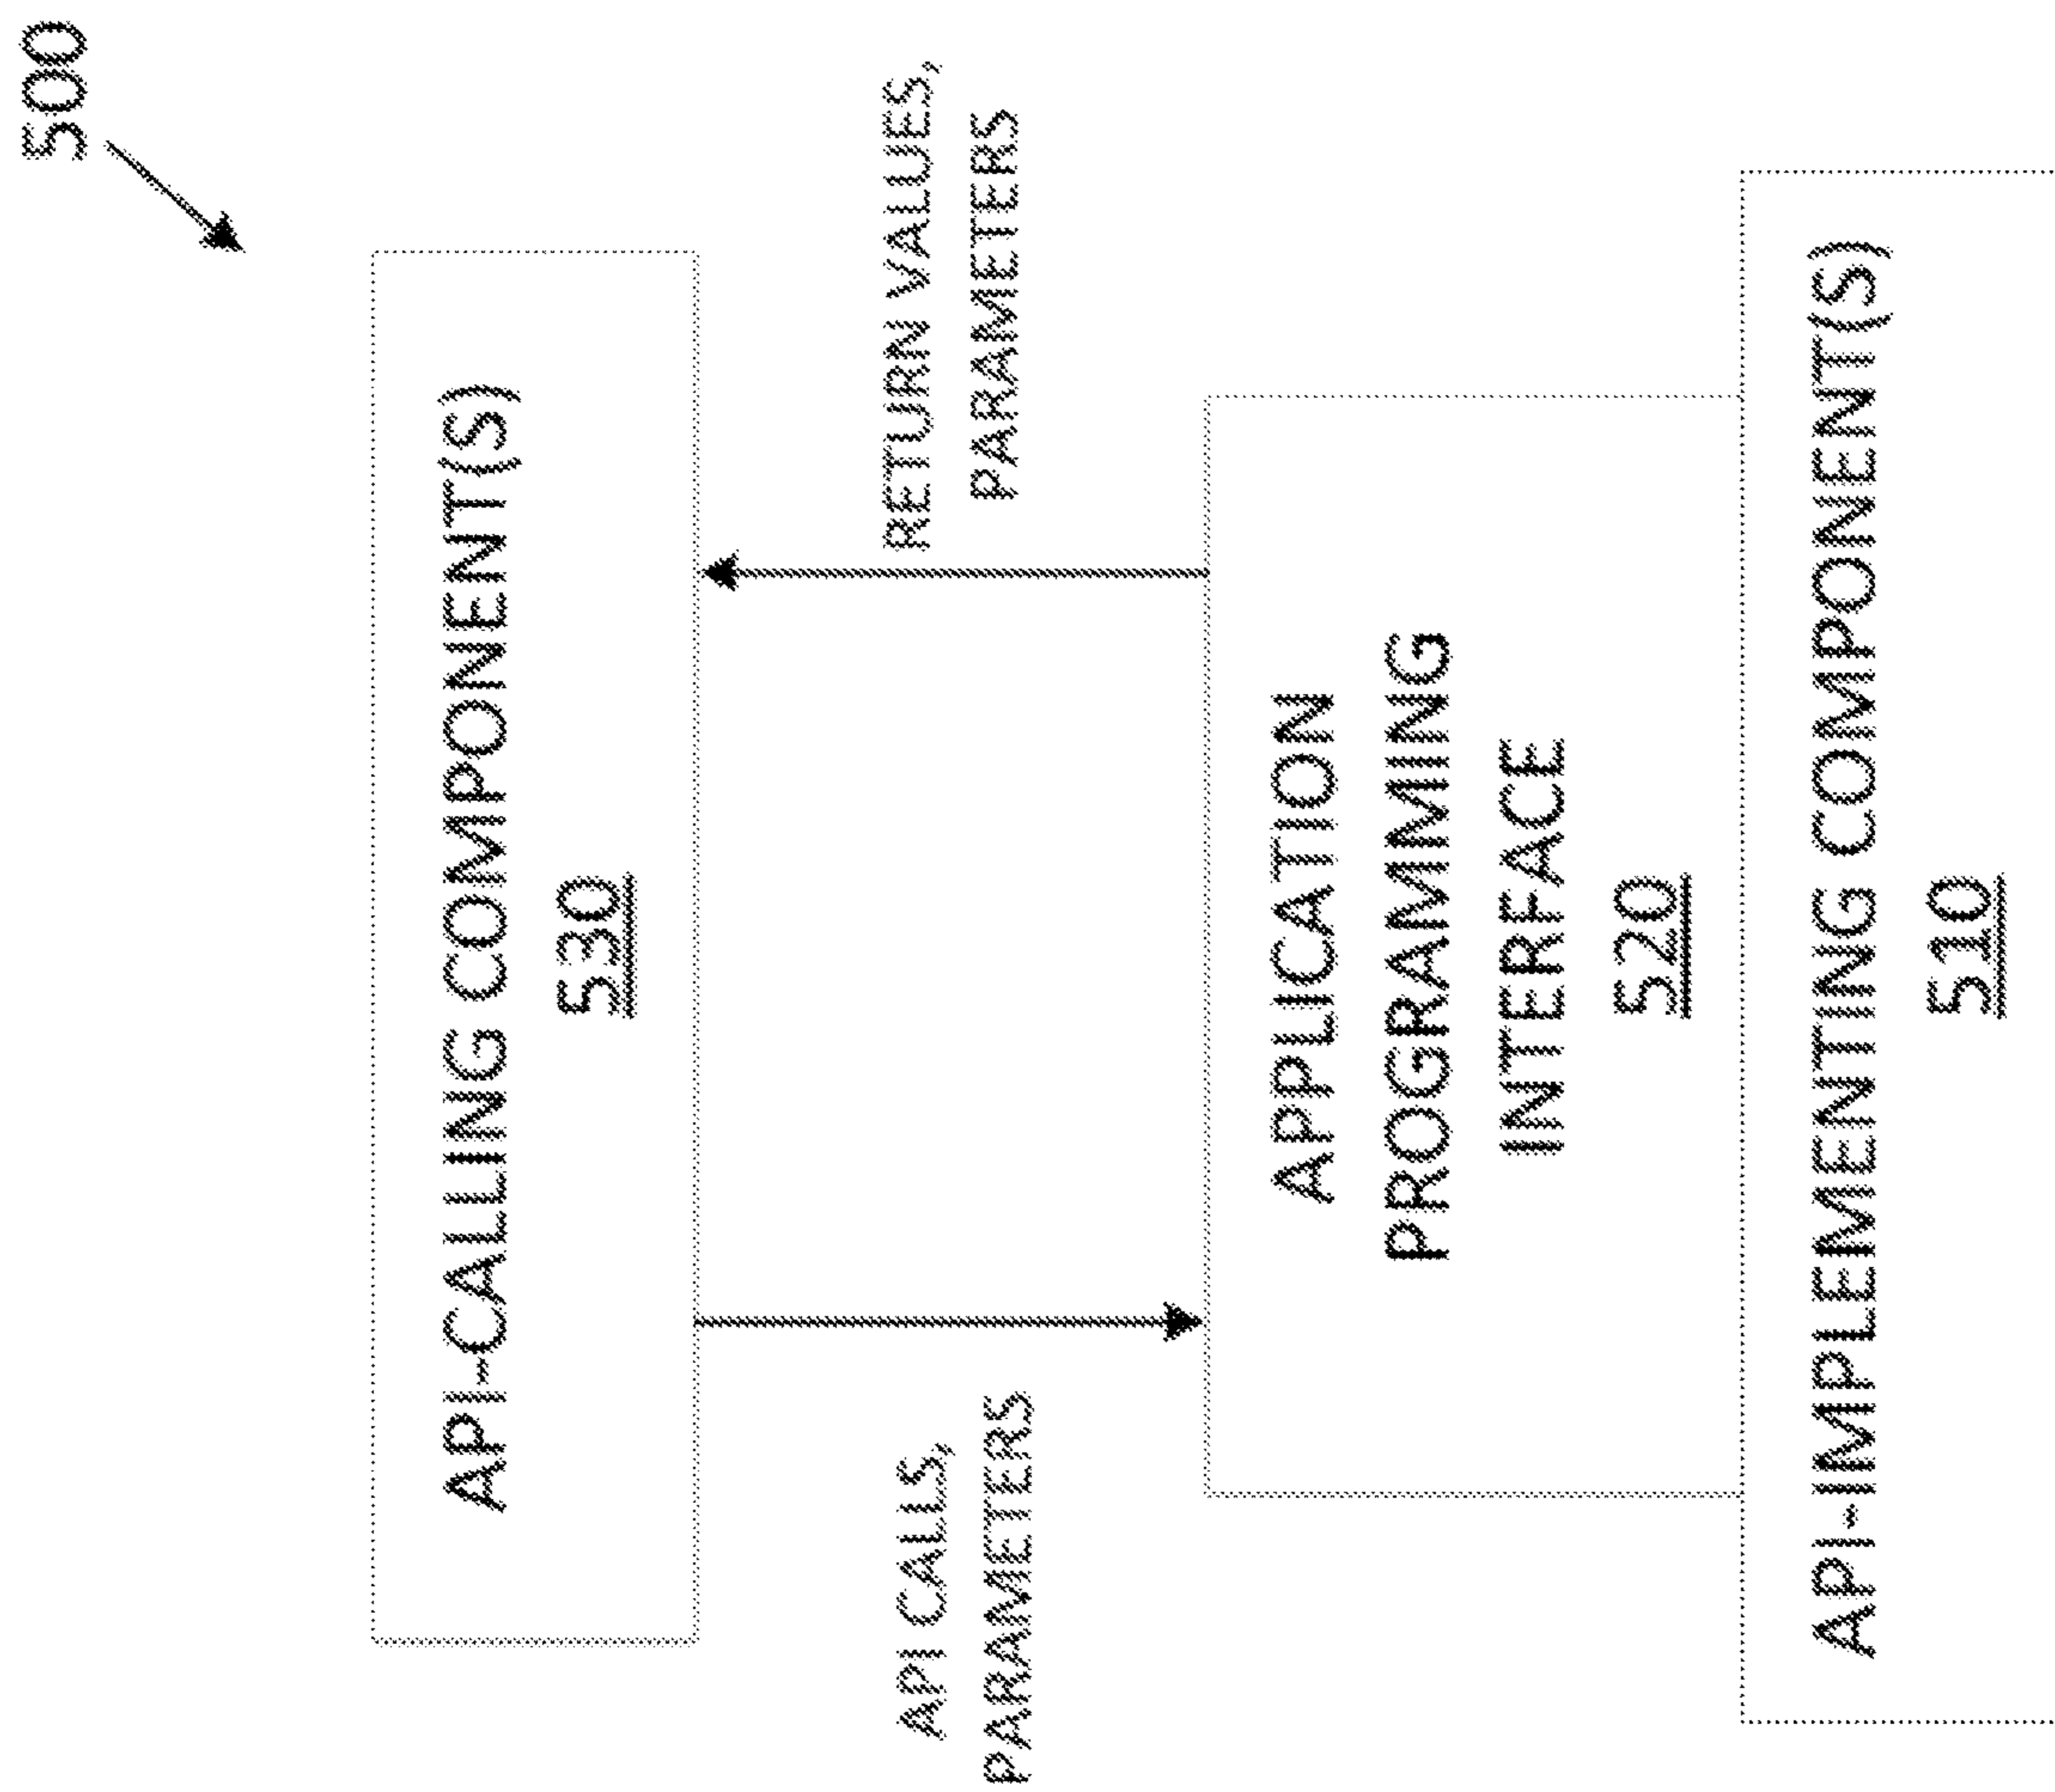 500
API-CALLING COMPONENT(S)
530
API CALLS,
PARAMETERS
RETURN VALUES,
PARAMETERS
APPLICATION
PROGRAMMING
INTERFACE
520
API-IMPLEMENTING COMPONENT(S)
510